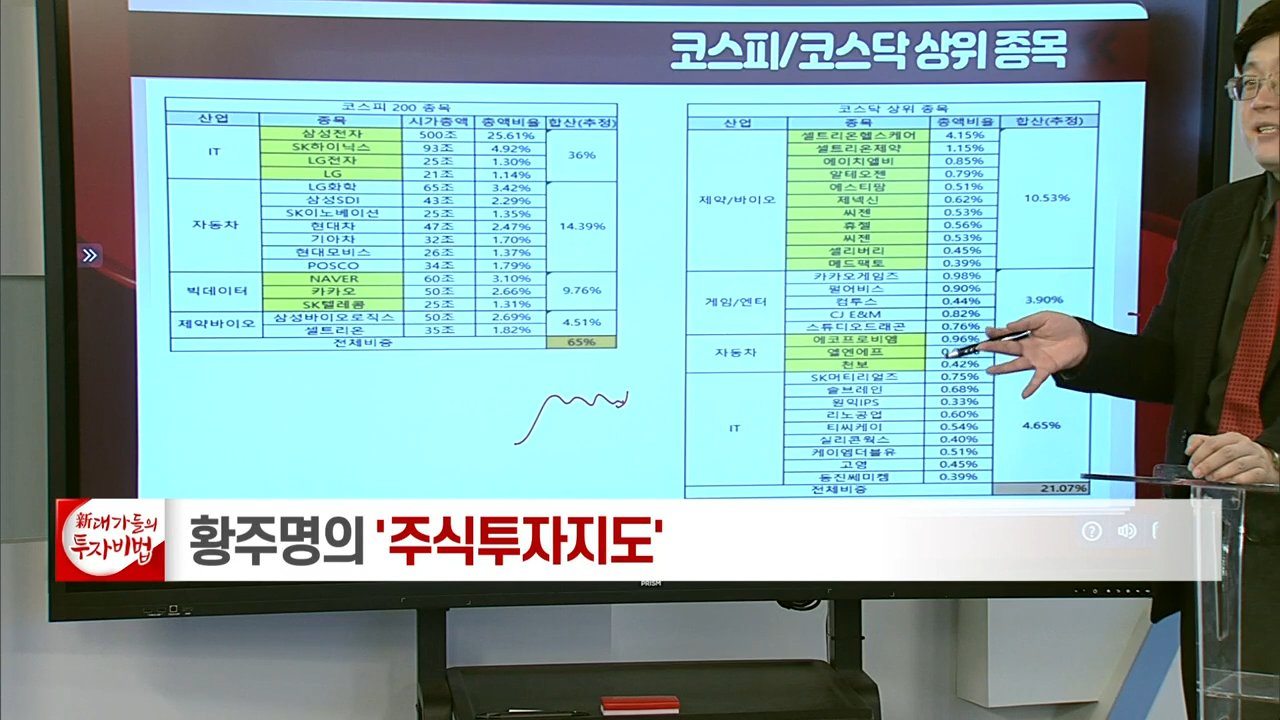 코스피/코스닥 상위 종목
코스피 200 종목
산업 종목 시가총액 총액비율 합산(추정)
IT 삼성전자 500조 25.61% 36%
SK하이닉스 93조 4.92%
LG전자 25조 1.30%
LG 21조 1.14%
자동차 LG화학 65조 3.42% 14.39%
삼성SDI 43조 2.29%
SK이노베이션 25조 1.35%
현대차 47조 2.47%
기아차 32조 1.70%
현대모비스 26조 1.37%
POSCO 34조 1.79%
빅데이터 NAVER 60조 3.10% 9.76%
카카오 50조 2.66%
SK텔레콤 25조 1.31%
제약바이오 삼성바이오로직스 50조 2.69% 4.51%
셀트리온 35조 1.82%
전체비중 65%
코스닥 상위 종목
산업 종목 총액비율 합산(추정)
제약/바이오 셀트리온헬스케어 4.15% 10.53%
셀트리온제약 1.15%
에이치엘비 0.85%
알테오젠 0.79%
에스티팜 0.51%
제넥신 0.62%
씨젠 0.53%
휴젤 0.56%
씨젠 0.53%
셀리버리 0.45%
메드팩토 0.39%
게임/엔터 카카오게임즈 0.98% 3.90%
펄어비스 0.90%
컴투스 0.44%
CJ E&M 0.82%
스튜디오드래곤 0.76%
자동차 에코프로비엠 0.96%
엘엔에프
천보 0.42%
IT SK머티리얼즈 0.75% 4.65%
솔브레인 0.68%
원익IPS 0.33%
리노공업 0.60%
티씨케이 0.54%
실리콘웍스 0.40%
케이엠더블유 0.51%
고영 0.45%
동진쎄미켐 0.39%
전체비중 21.07%
新대가들의
투자비법
황주명의 '주식투자지도'
PRISM